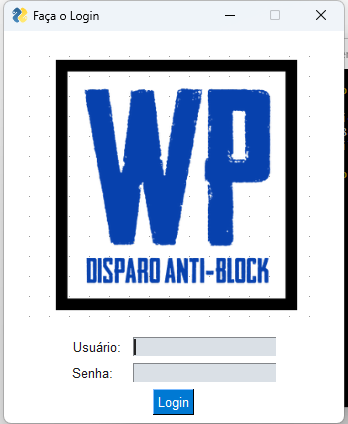 Faça o Login
WP
DISPARO ANTI-BLOCK
Usuário:
Senha:
Login